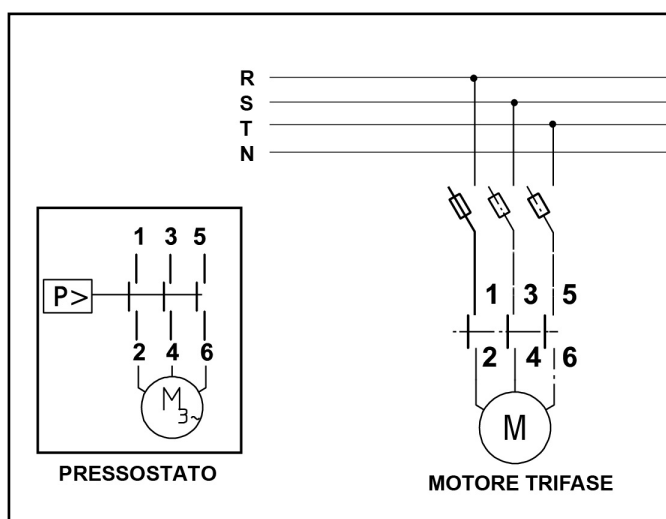 R
S
T
N
1 3 5
P>
2 4 6
M
3~
PRESSOSTATO
1 3 5
2 4 6
M
MOTORE TRIFASE